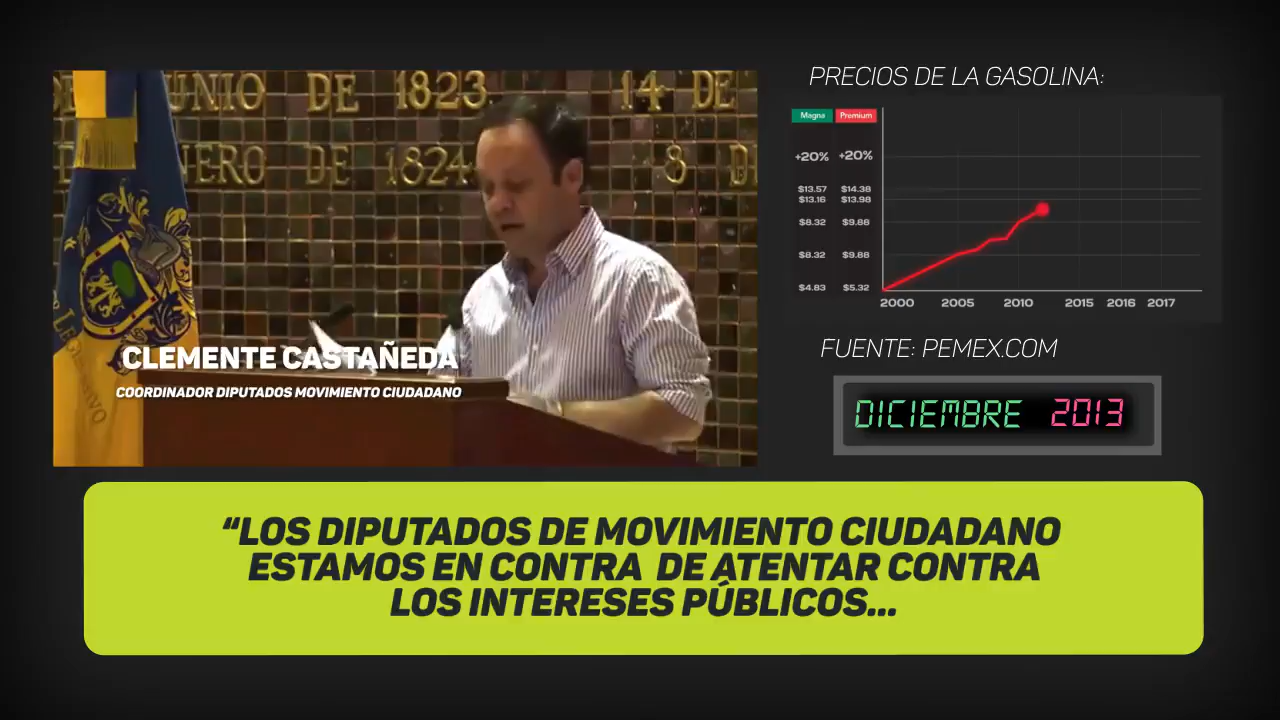 UNIO DE 1823 14 DE
NERO DE 1824 8 D
CLEMENTE CASTAÑEDA
COORDINADOR DIPUTADOS MOVIMIENTO CIUDADANO
PRECIOS DE LA GASOLINA:
Magna Premium
+20% +20%
$13.57 $14.38
$13.16 $13.98
$8.32 $9.88
$8.32 $9.88
$4.83 $5.32
2000 2005 2010 2015 2016 2017
FUENTE: PEMEX.COM
DICIEMBRE 2013
“LOS DIPUTADOS DE MOVIMIENTO CIUDADANO
ESTAMOS EN CONTRA DE ATENTAR CONTRA
LOS INTERESES PÚBLICOS...